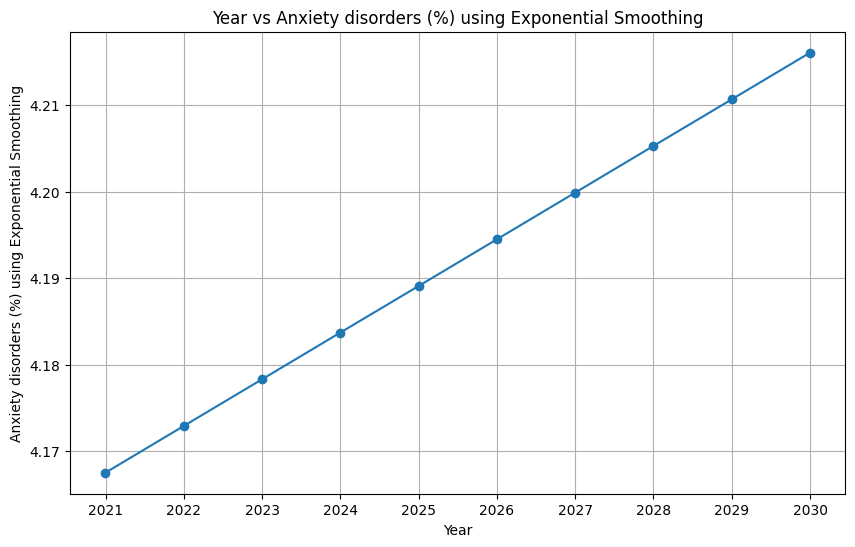 Year vs Anxiety disorders (%) using Exponential Smoothing
Anxiety disorders (%) using Exponential Smoothing
4.21
4.20
4.19
4.18
4.17
2021 2022 2023 2024 2025 2026 2027 2028 2029 2030
Year